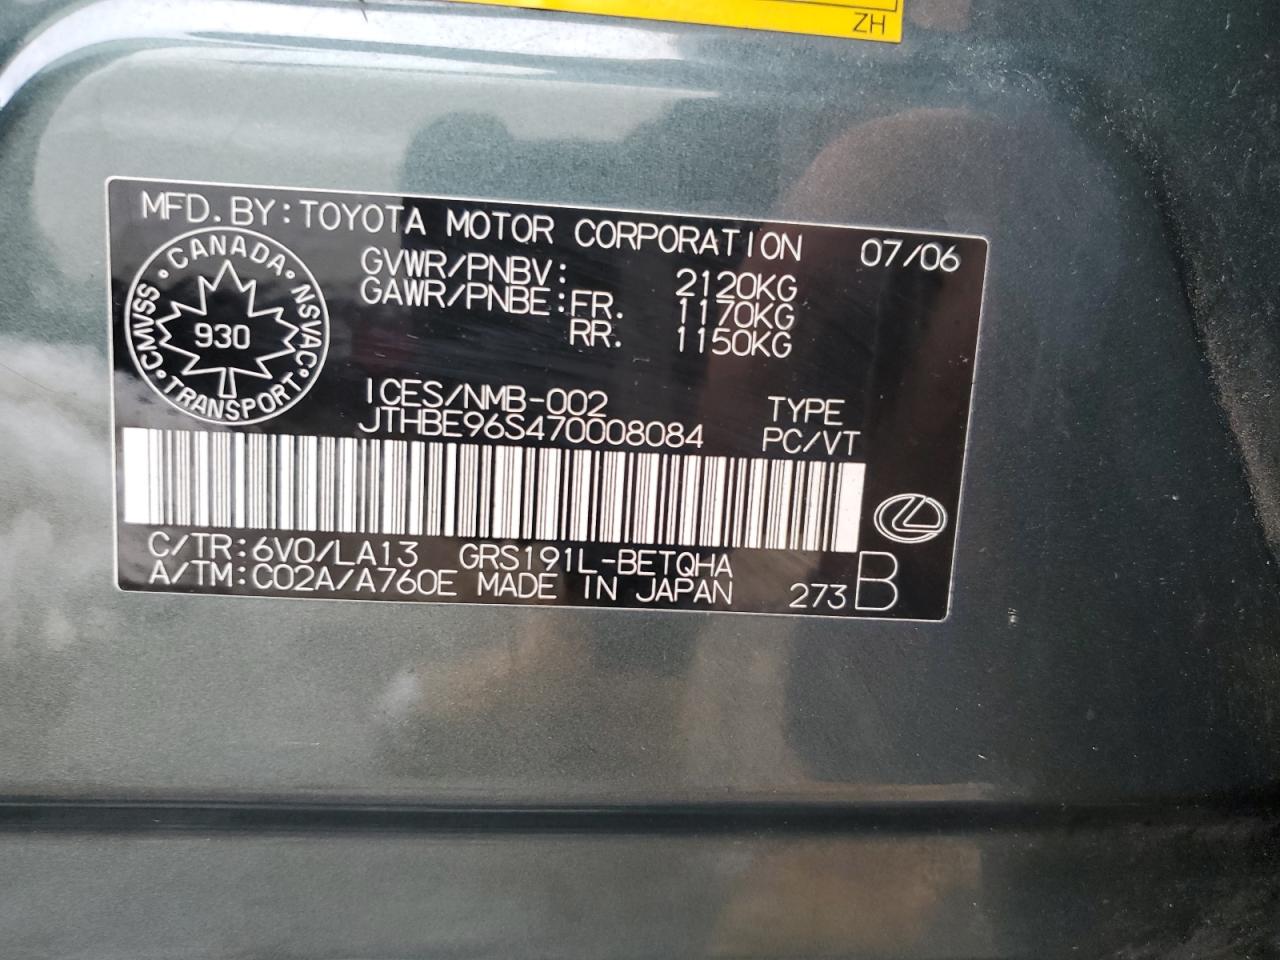 ZH
MFD.BY:TOYOTA MOTOR CORPORATION 07/06
GVWR/PNBV: 2120KG
GAWR/PNBE:FR. 1170KG
RR. 1150KG
CANADA
CMVSS NSVAC
930
TRANSPORT
ICES/NMB-002 TYPE
JTHBE96S470008084 PC/VT
C/TR:6V0/LA13 GRS191L-BETQHA
A/TM:C02A/A760E MADE IN JAPAN 273 B